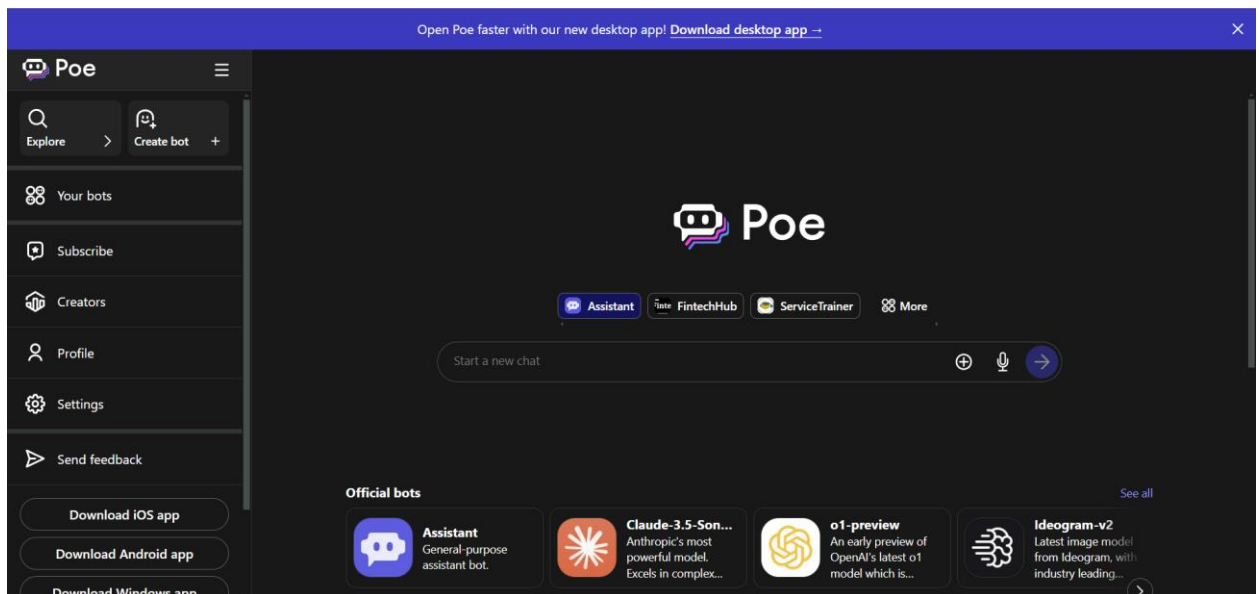 Open Poe faster with our new desktop app! Download desktop app →
Poe
Explore
Create bot +
Your bots
Subscribe
Creators
Profile
Settings
Send feedback
Download iOS app
Download Android app
Download Windows app
Poe
Assistant
FintechHub
ServiceTrainer
More
Start a new chat
Official bots
See all
Assistant
General-purpose
assistant bot.
Claude-3.5-Son...
Anthropic's most
powerful model.
Excels in complex...
o1-preview
An early preview of
OpenAI's latest o1
model which is...
Ideogram-v2
Latest image model
from Ideogram, with
industry leading...